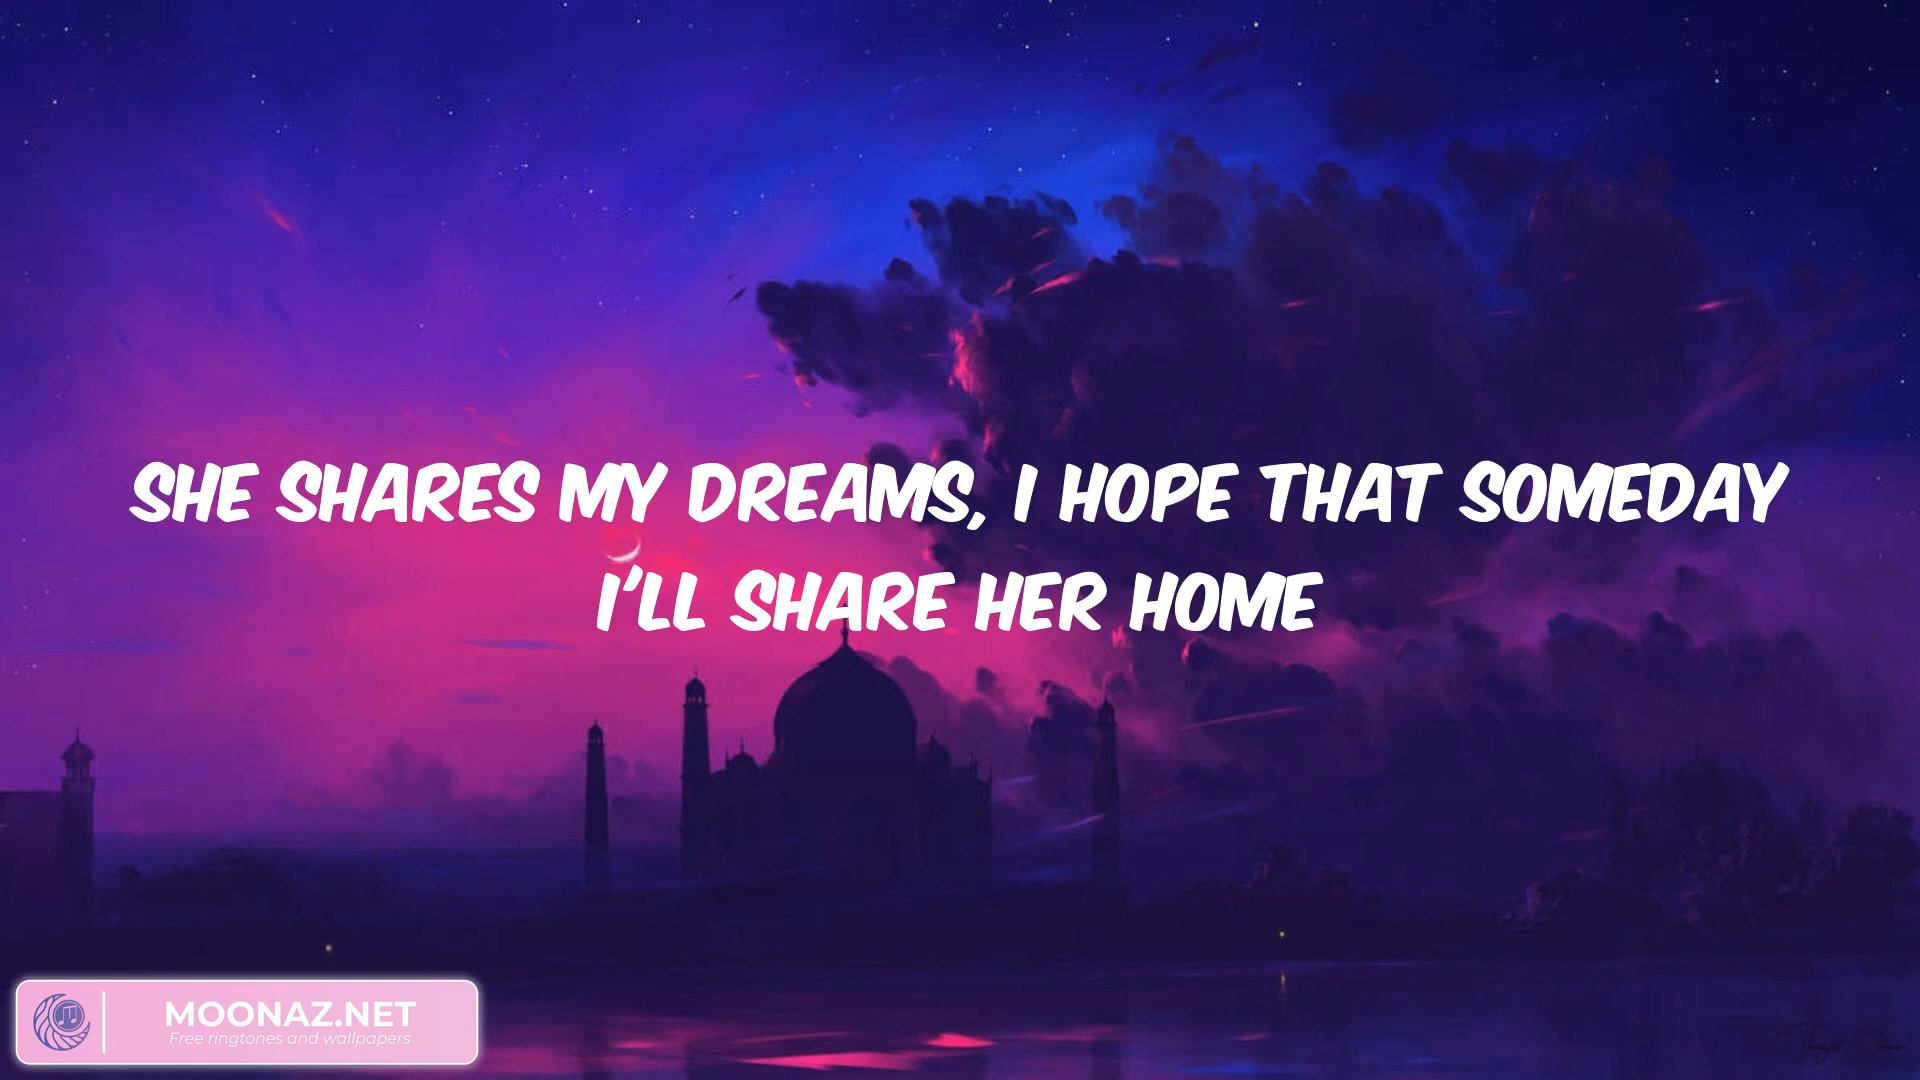 SHE SHARES MY DREAMS, I HOPE THAT SOMEDAY
I'LL SHARE HER HOME
MOONAZ.NET
Free ringtones and wallpapers